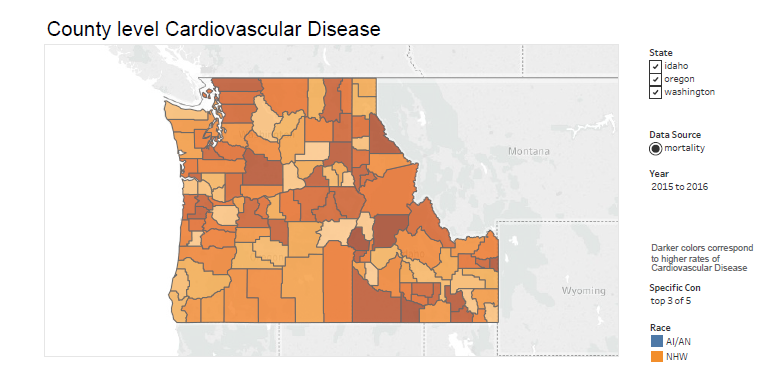 County level Cardiovascular Disease
State
idaho
oregon
washington
Data Source
mortality
Year
2015 to 2016
Montana
Wyoming
Darker colors correspond
to higher rates of
Cardiovascular Disease
Specific Con
top 3 of 5
Race
AI/AN
NHW